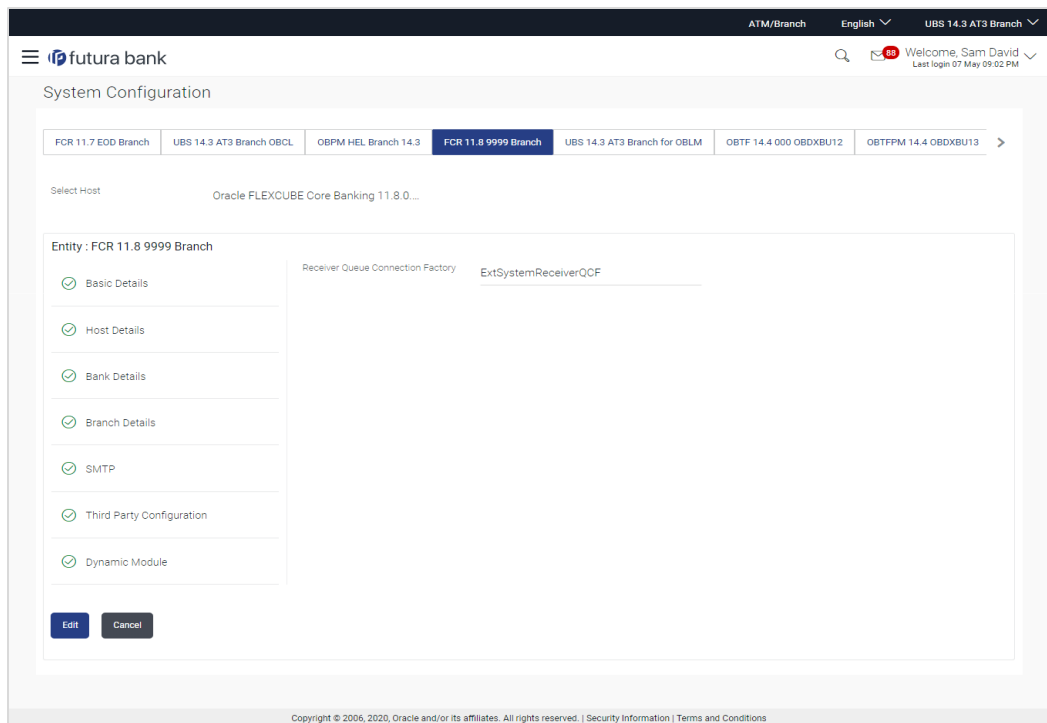 ATM/Branch English UBS 14.3 AT3 Branch
futura bank
88
Welcome, Sam David
Last login 07 May 09:02 PM
System Configuration
FCR 11.7 EOD Branch UBS 14.3 AT3 Branch OBCL OBPM HEL Branch 14.3 FCR 11.8 9999 Branch UBS 14.3 AT3 Branch for OBLM OBTF 14.4 000 OBDXBU12 OBTFPM 14.4 OBDXBU13
Select Host Oracle FLEXCUBE Core Banking 11.8.0....
Entity : FCR 11.8 9999 Branch
Receiver Queue Connection Factory ExtSystemReceiverQCF
Basic Details
Host Details
Bank Details
Branch Details
SMTP
Third Party Configuration
Dynamic Module
Edit Cancel
Copyright © 2006, 2020, Oracle and/or its affiliates. All rights reserved. | Security Information | Terms and Conditions